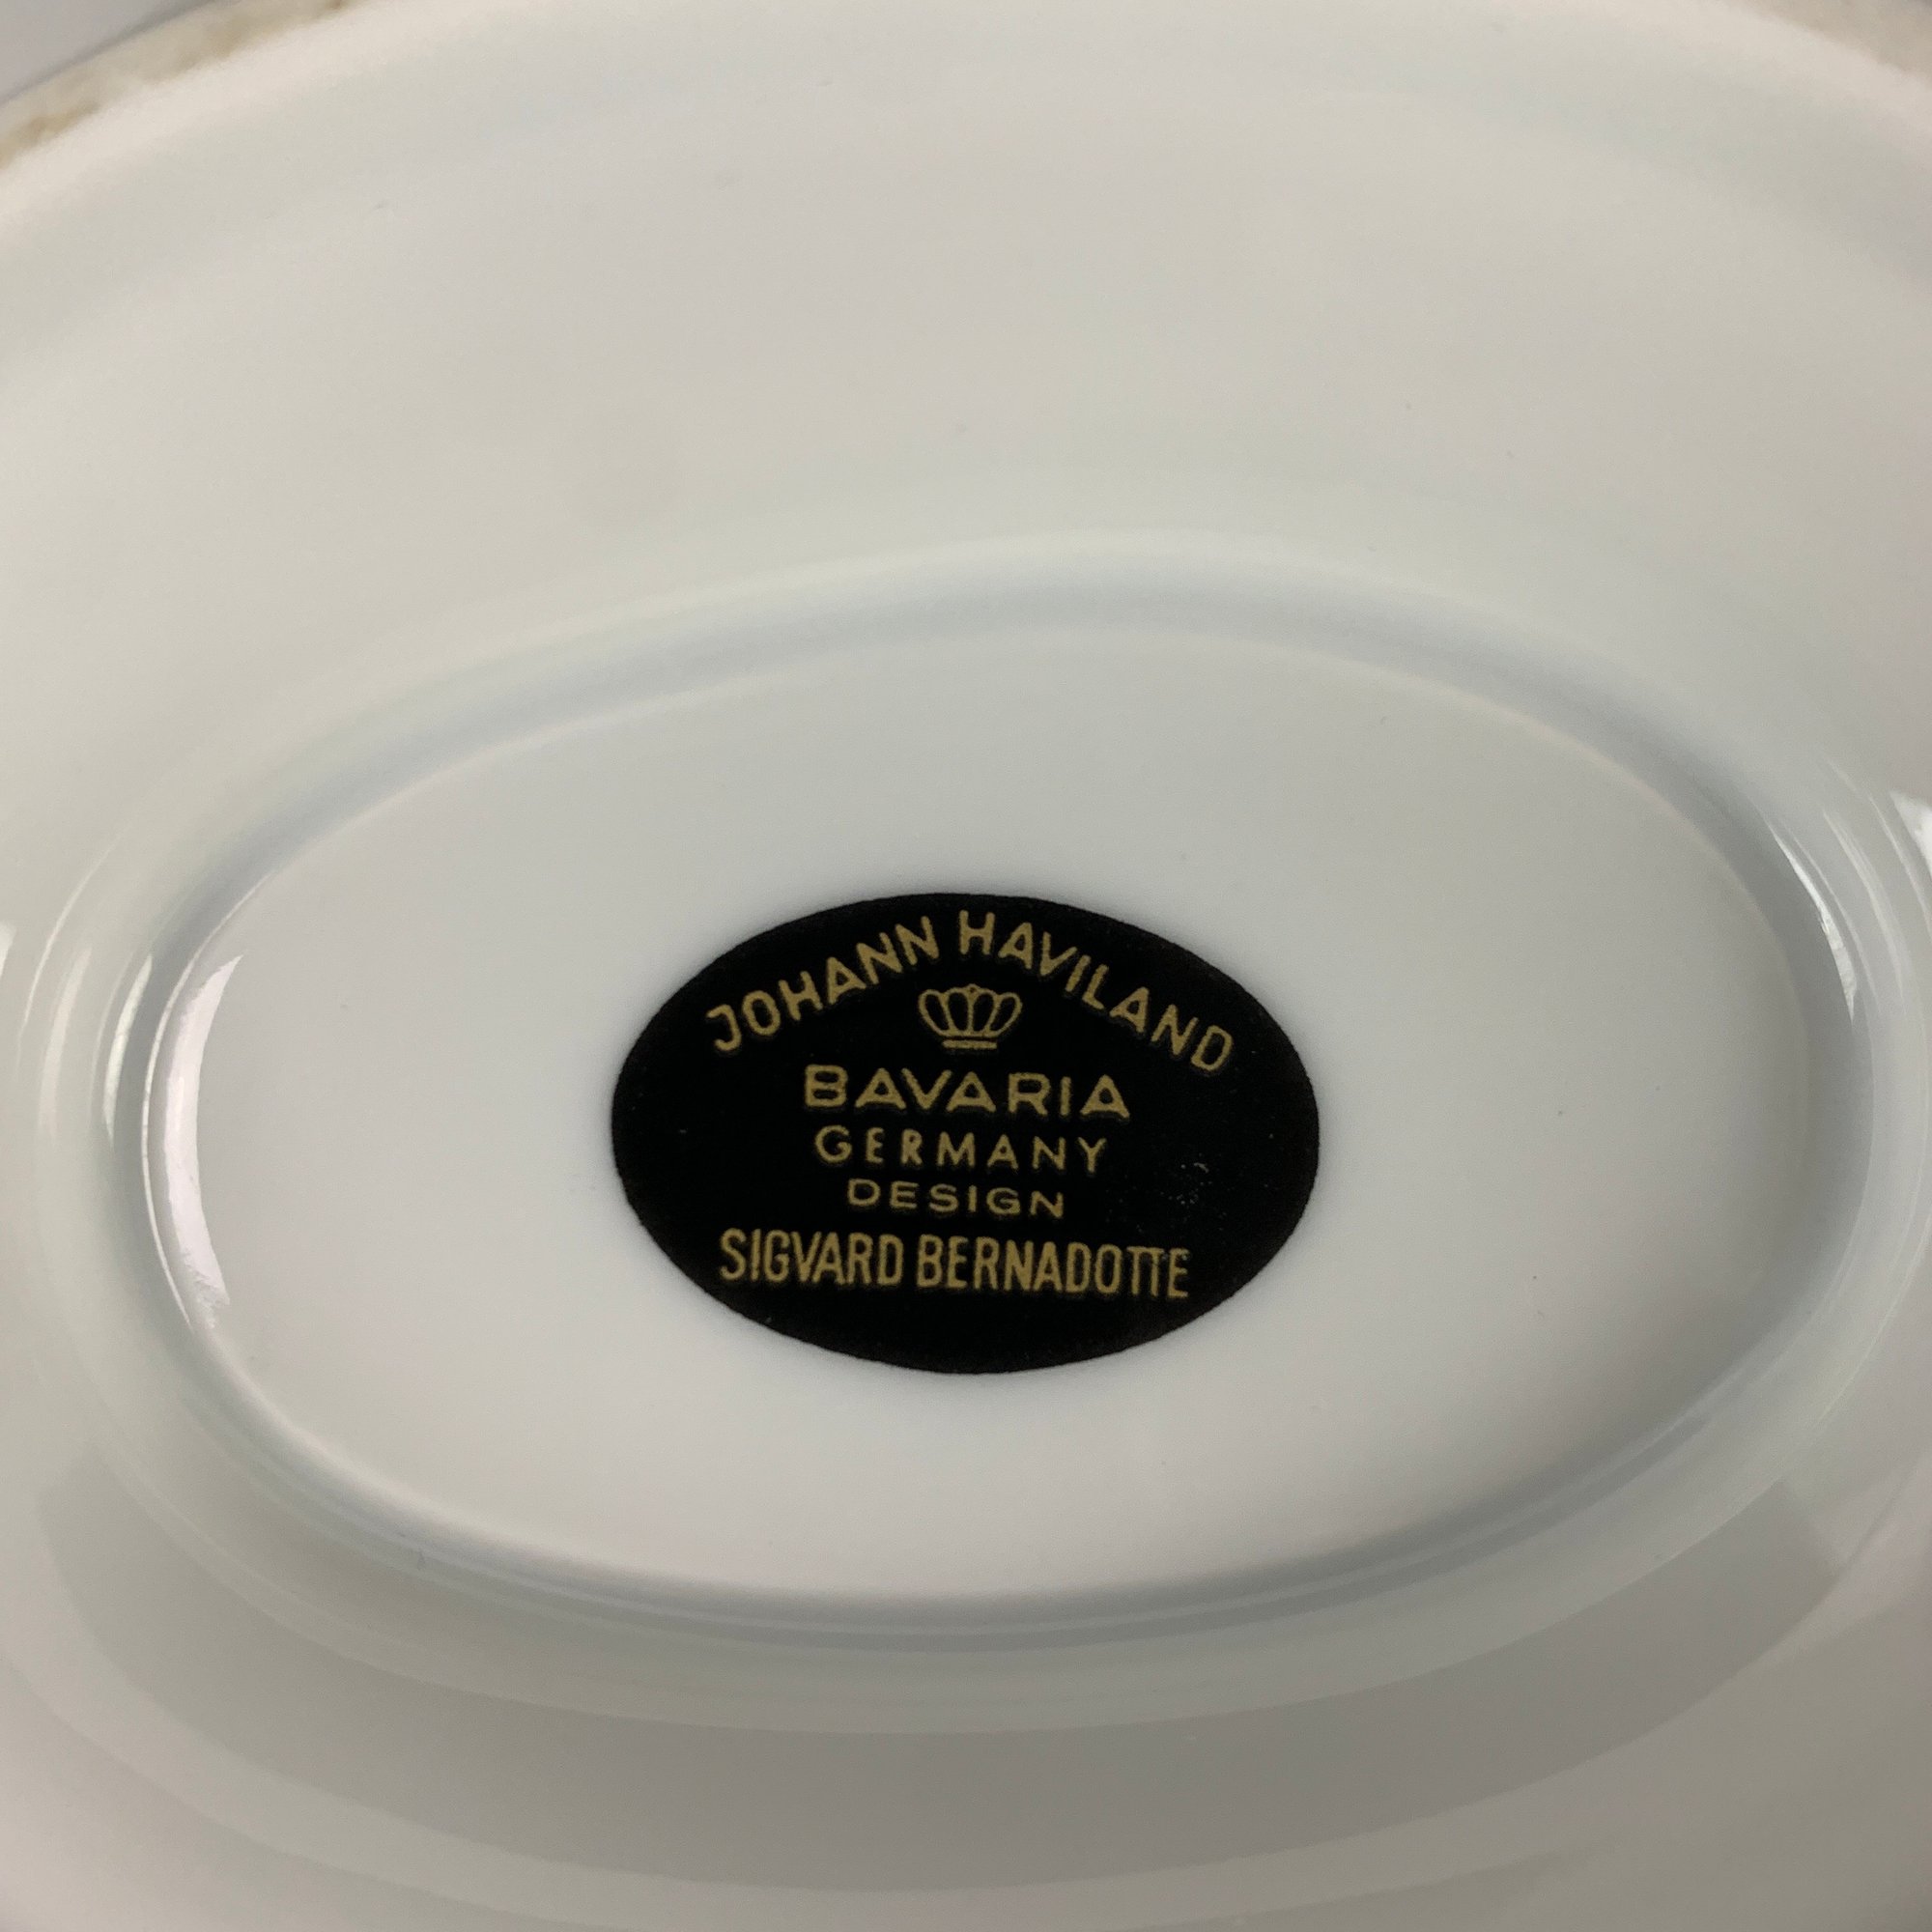 JOHANN HAVILAND
BAVARIA
GERMANY
DESIGN
SIGVARD BERNADOTTE